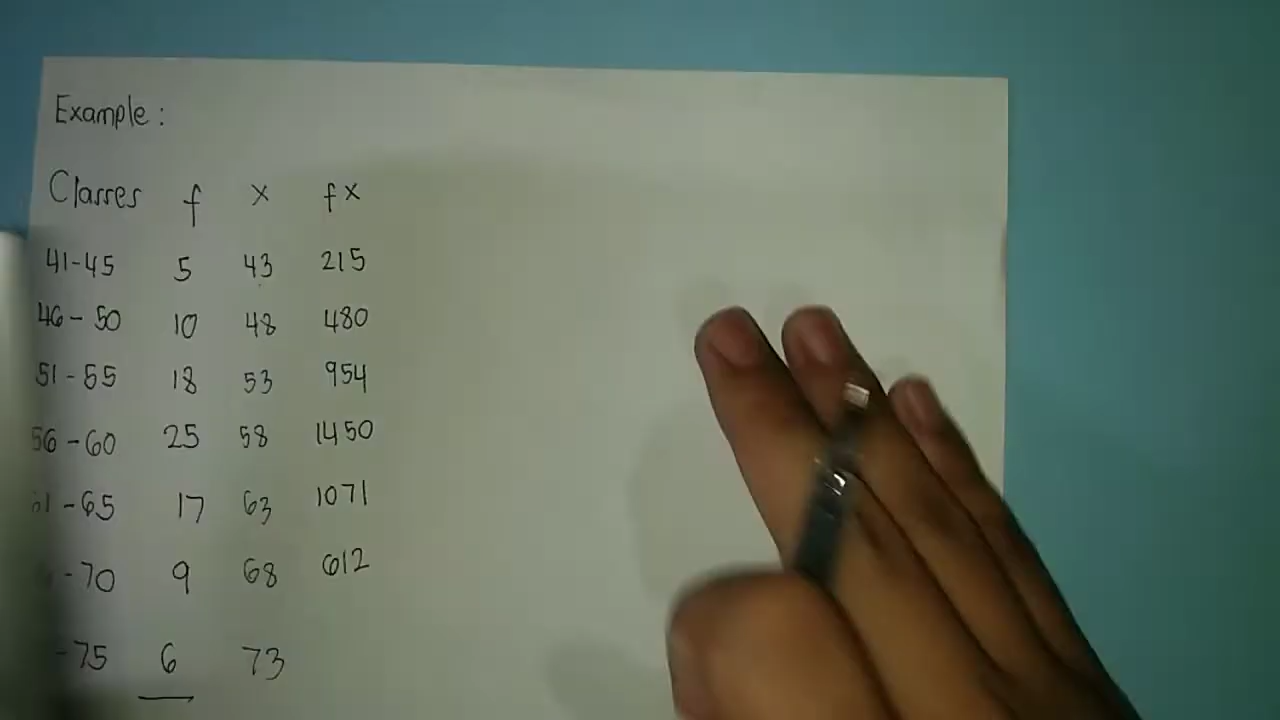 Example:
Classes f x fx
41-45 5 43 215
46-50 10 48 480
51-55 18 53 954
56-60 25 58 1450
1-65 17 63 1071
-70 9 68 612
-75 6 73